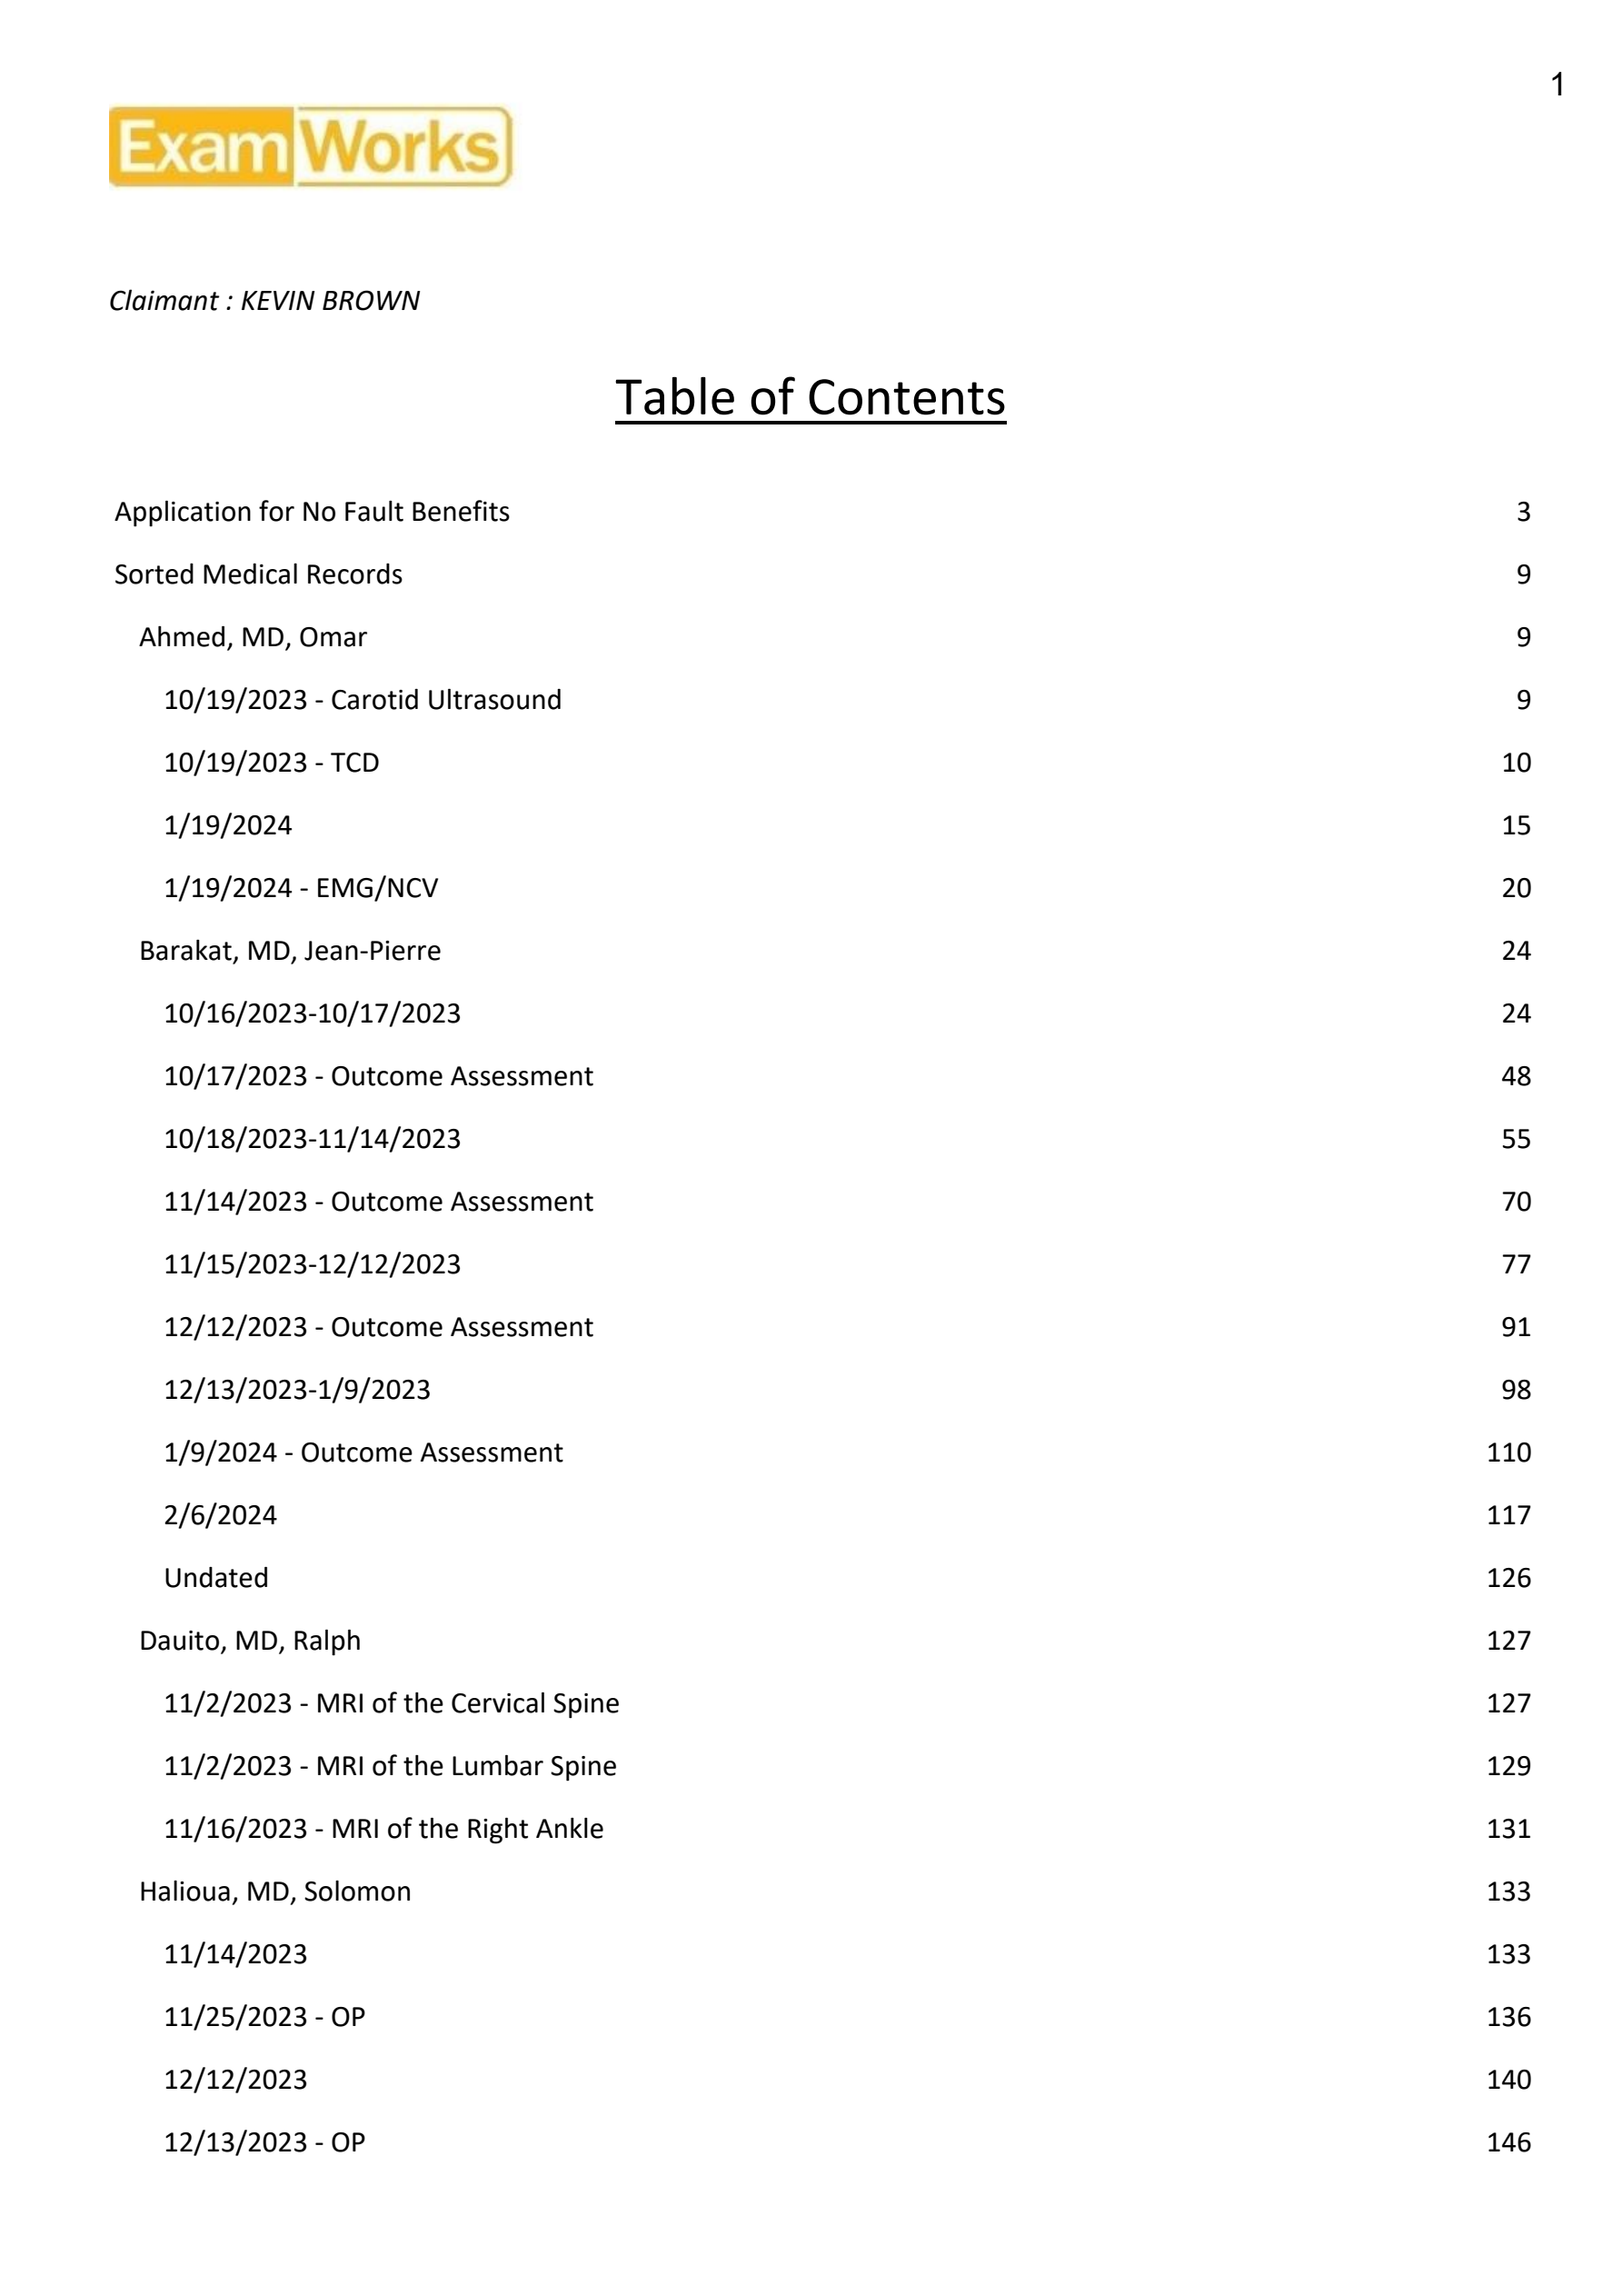 1
ExamWorks
Claimant : KEVIN BROWN
Table of Contents
Application for No Fault Benefits 3
Sorted Medical Records 9
Ahmed, MD, Omar 9
10/19/2023 - Carotid Ultrasound 9
10/19/2023 - TCD 10
1/19/2024 15
1/19/2024 - EMG/NCV 20
Barakat, MD, Jean-Pierre 24
10/16/2023-10/17/2023 24
10/17/2023 - Outcome Assessment 48
10/18/2023-11/14/2023 55
11/14/2023 - Outcome Assessment 70
11/15/2023-12/12/2023 77
12/12/2023 - Outcome Assessment 91
12/13/2023-1/9/2023 98
1/9/2024 - Outcome Assessment 110
2/6/2024 117
Undated 126
Dauito, MD, Ralph 127
11/2/2023 - MRI of the Cervical Spine 127
11/2/2023 - MRI of the Lumbar Spine 129
11/16/2023 - MRI of the Right Ankle 131
Halioua, MD, Solomon 133
11/14/2023 133
11/25/2023 - OP 136
12/12/2023 140
12/13/2023 - OP 146